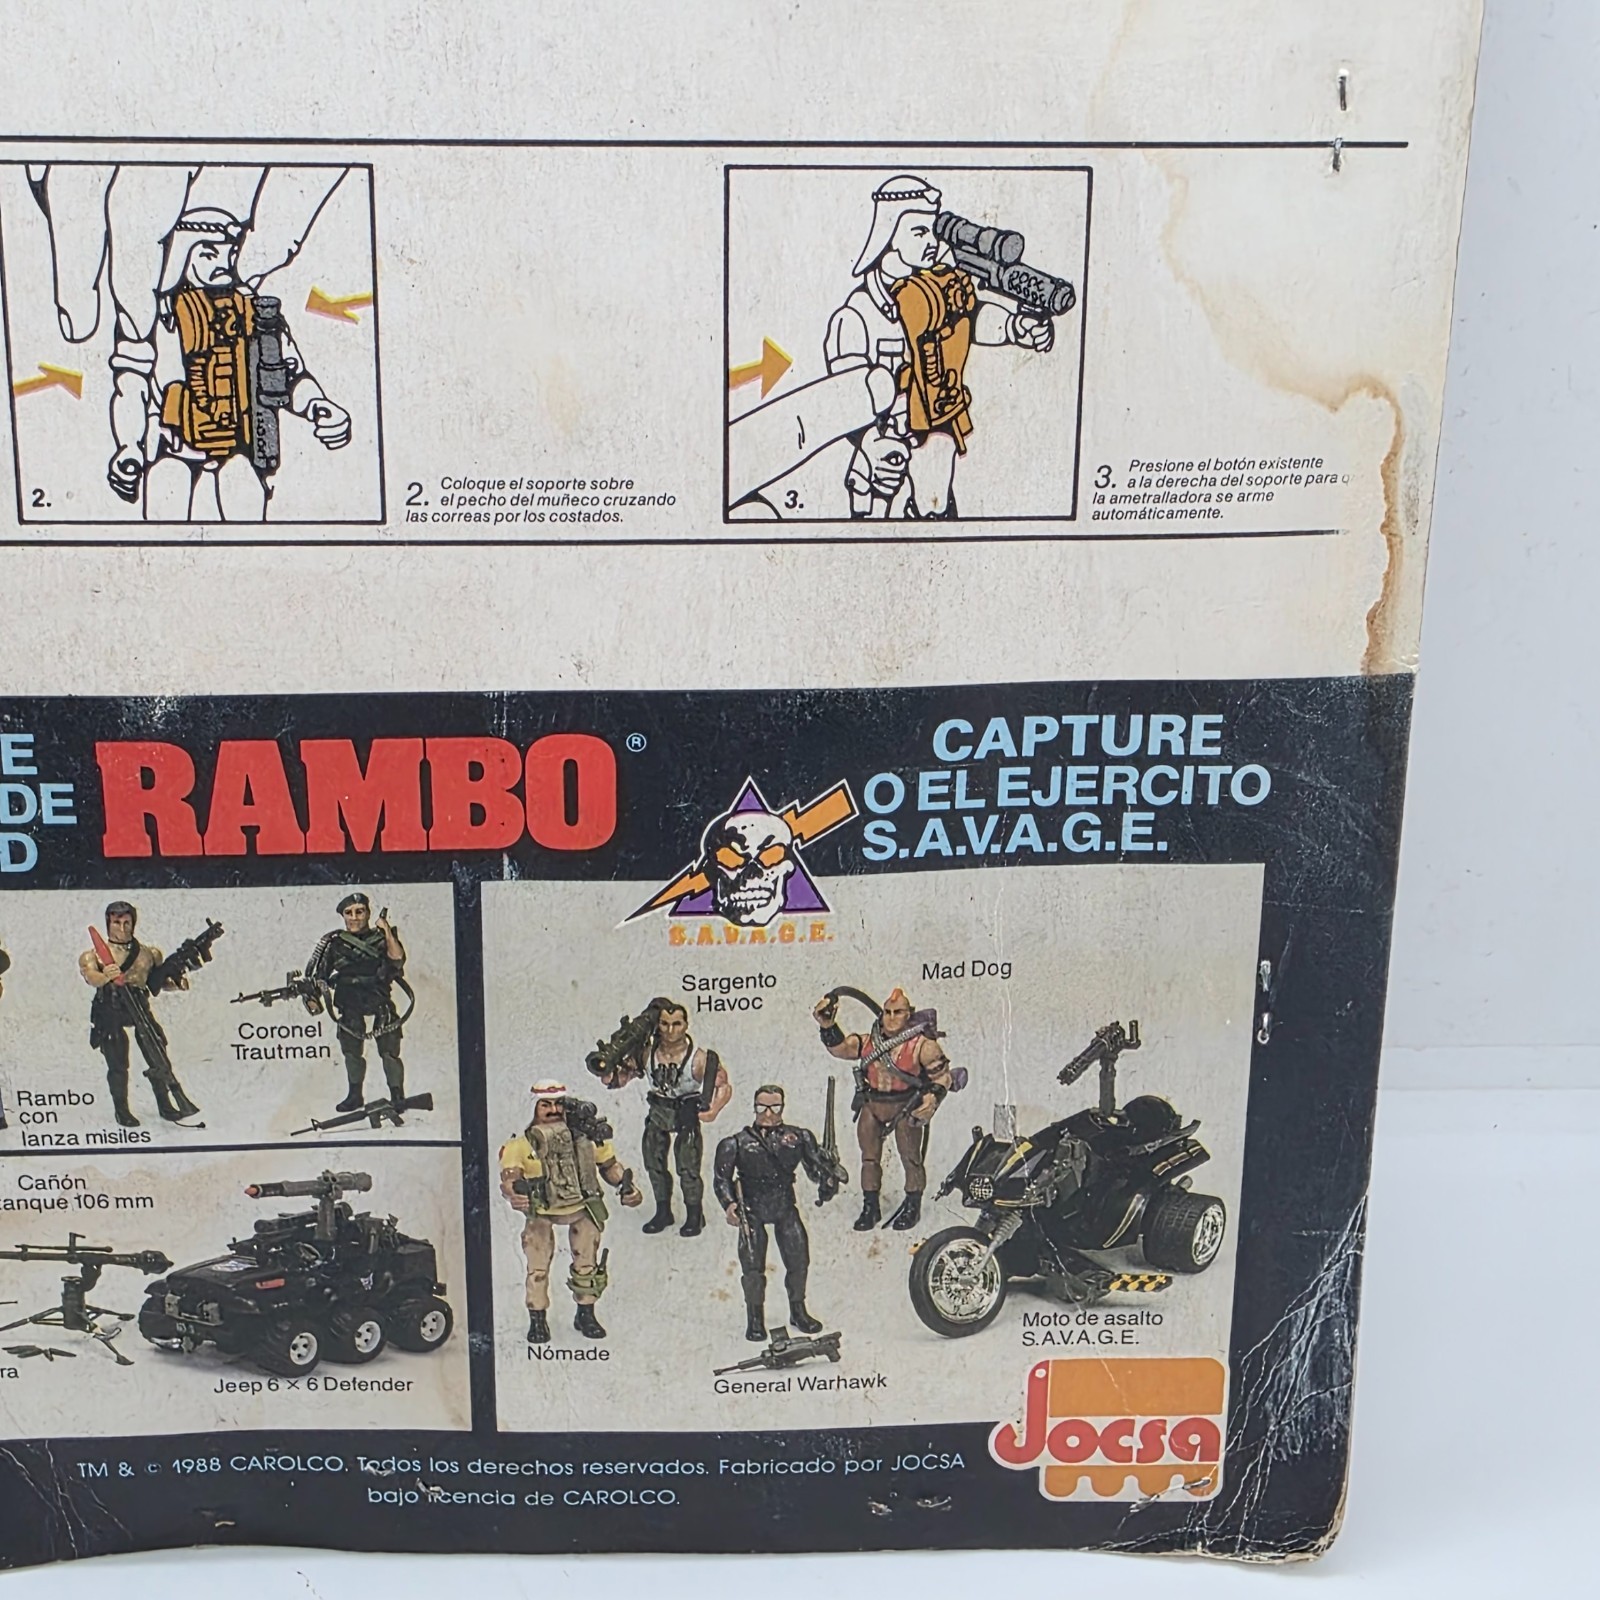 2.
2. Coloque el soporte sobre
el pecho del muñeco cruzando
las correas por los costados.
3.
3. Presione el botón existente
a la derecha del soporte para
la ametralladora se arme
automáticamente.
E
DE
D
RAMBO®
CAPTURE
O EL EJERCITO
S.A.V.A.G.E.
S.A.V.A.G.E.
Coronel
Trautman
Rambo
con
lanza misiles
Cañón
tanque 106 mm
ra
Jeep 6 × 6 Defender
Sargento
Havoc
Mad Dog
Nómade
General Warhawk
Moto de asalto
S.A.V.A.G.E.
Jocsa
TM & © 1988 CAROLCO. Todos los derechos reservados. Fabricado por JOCSA
bajo licencia de CAROLCO.